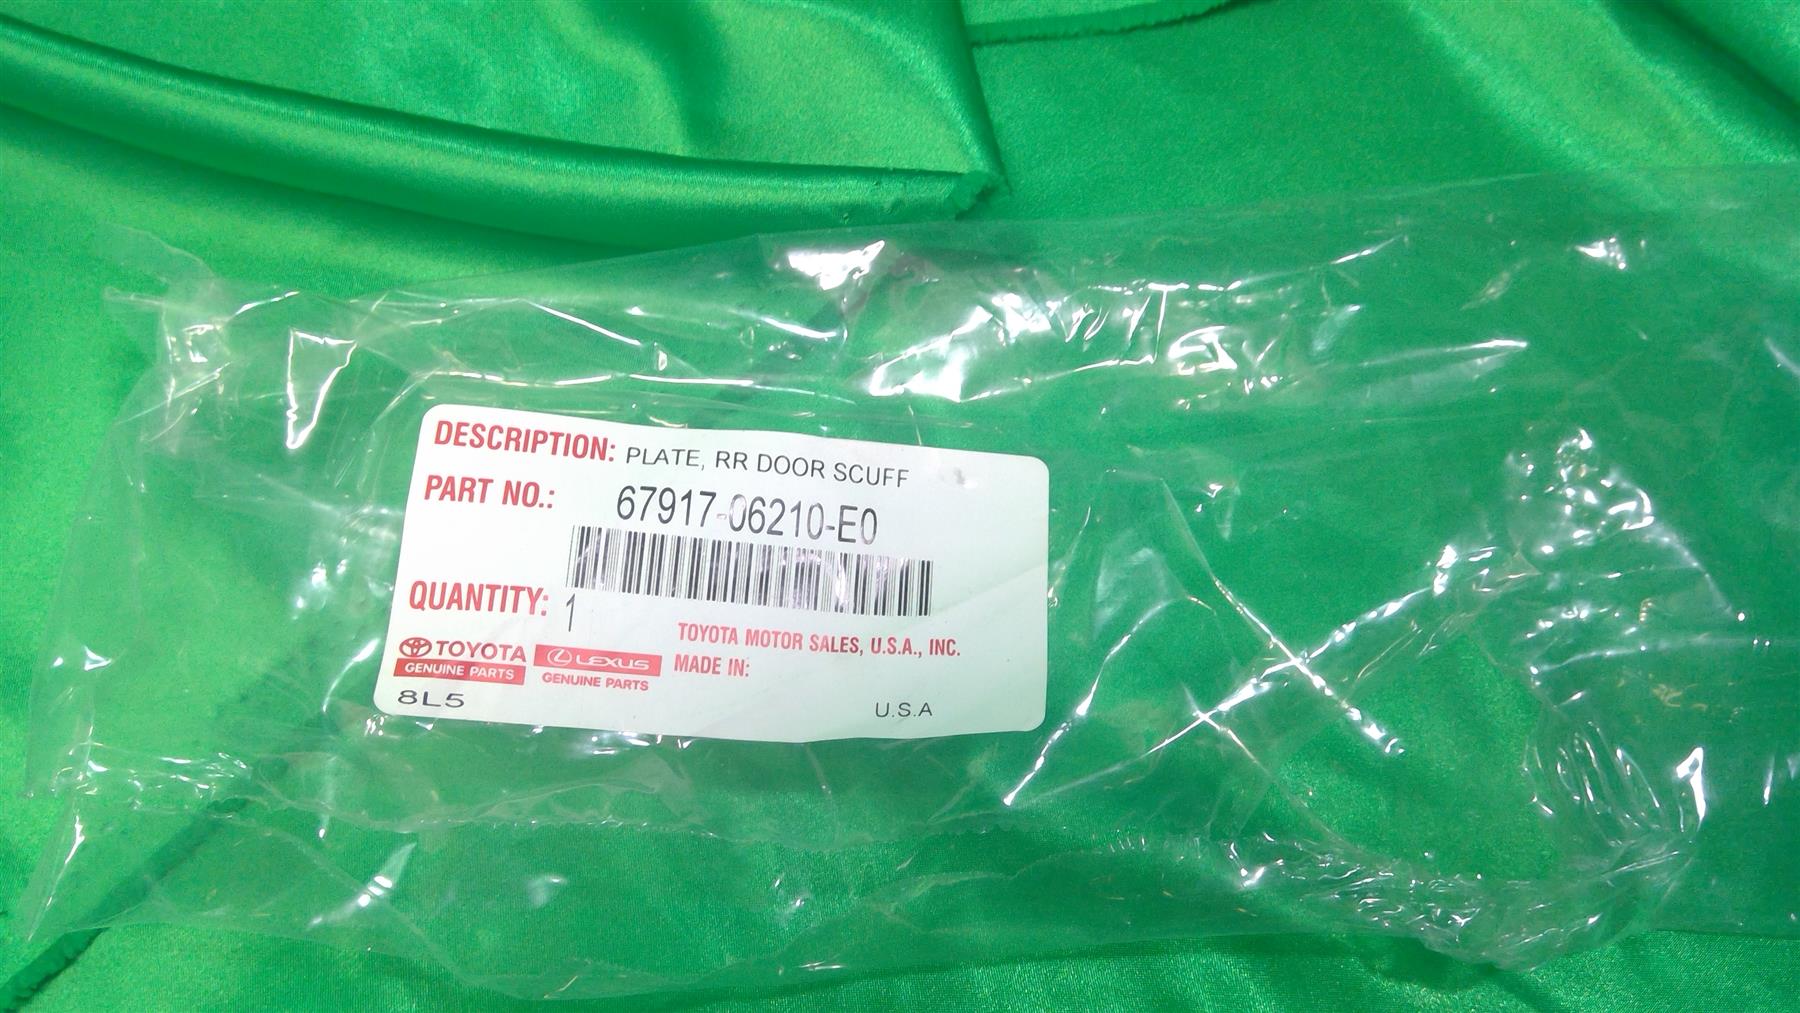 DESCRIPTION: PLATE, RR DOOR SCUFF
PART NO.: 67917-06210-E0
QUANTITY: 1
TOYOTA MOTOR SALES, U.S.A., INC.
TOYOTA LEXUS MADE IN:
GENUINE PARTS GENUINE PARTS
8L5 U.S.A